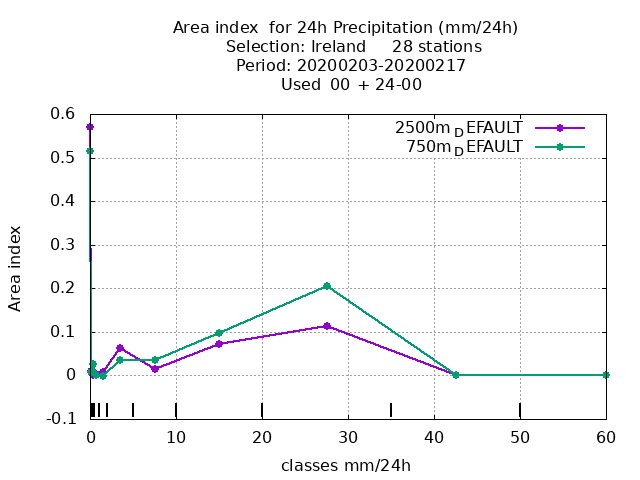 Area index  for 24h Precipitation (mm/24h)
Selection: Ireland     28 stations
Period: 20200203-20200217
Used  00 + 24-00
2500m_DEFAULT
750m_DEFAULT
0.6
0.5
0.4
0.3
0.2
0.1
0
-0.1
Area index
0 10 20 30 40 50 60
classes mm/24h